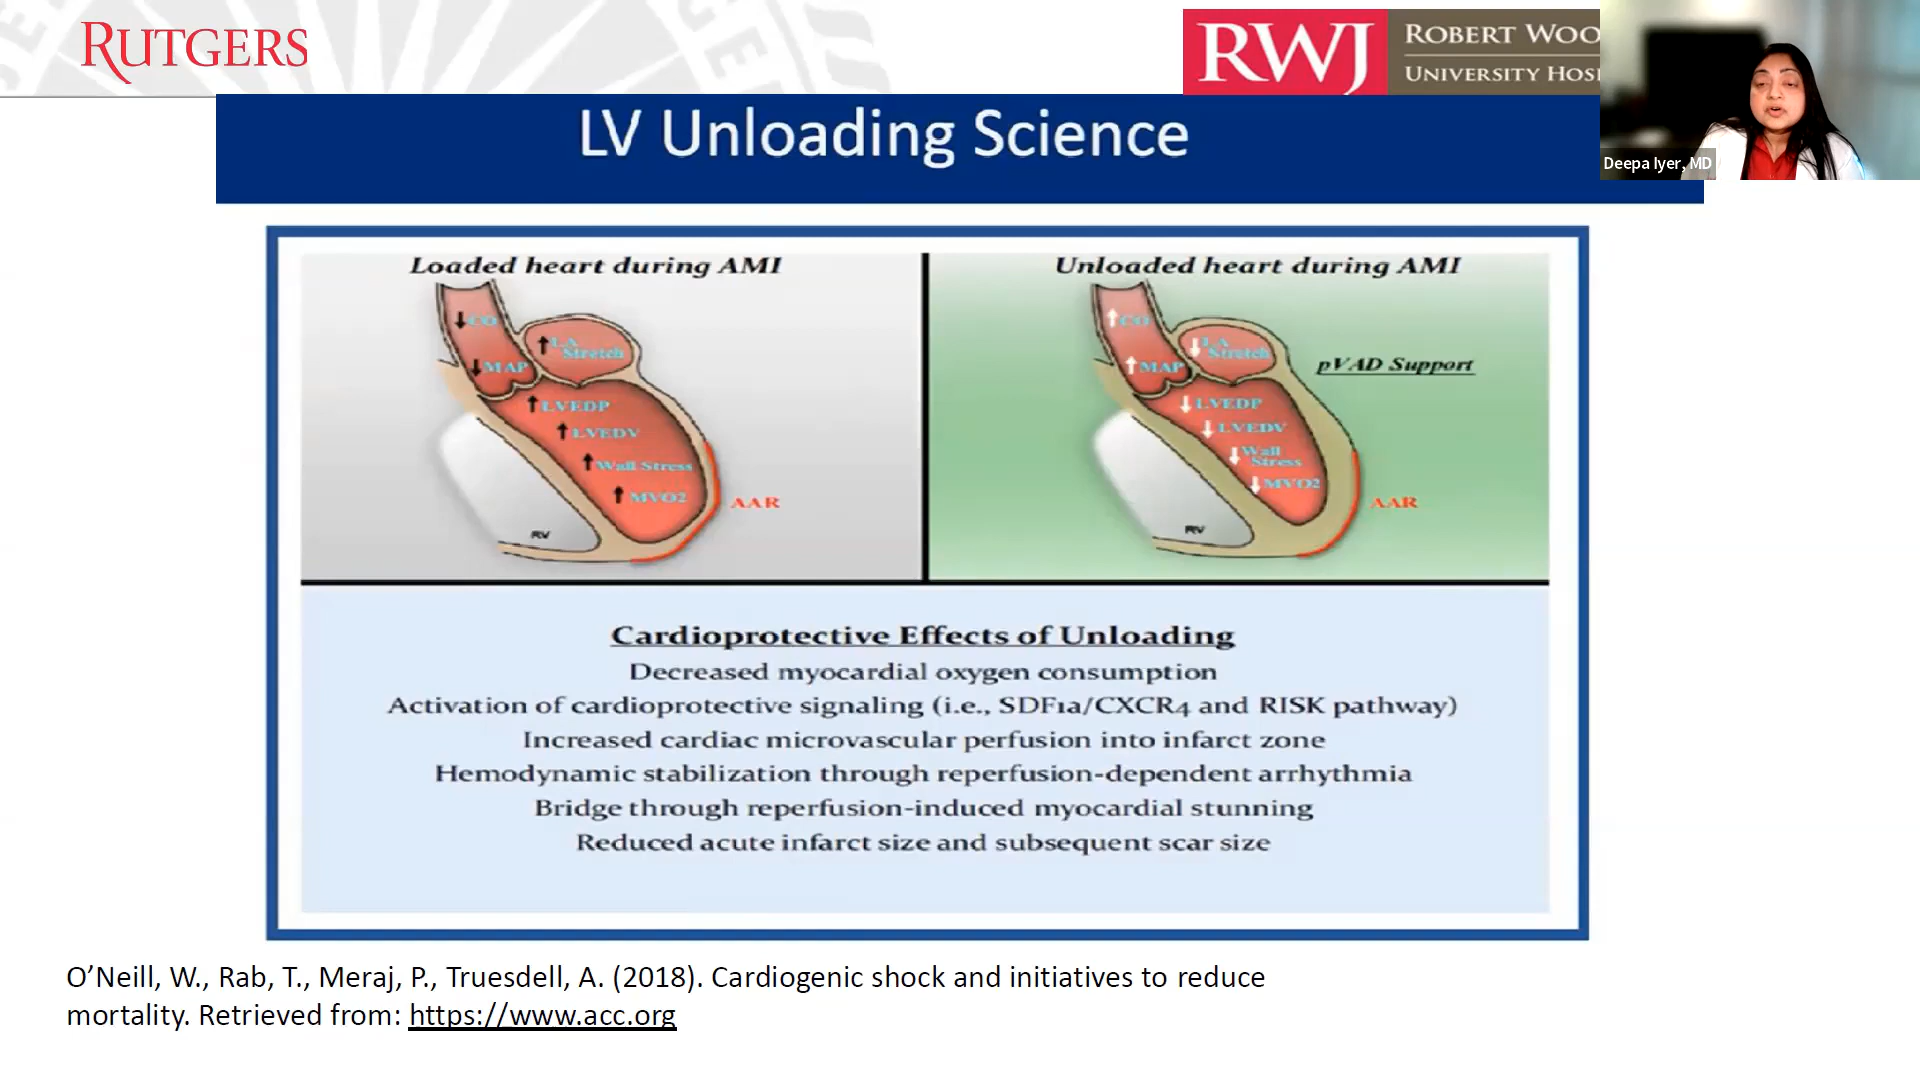 RUTGERS
RWJ
ROBERT WOO
UNIVERSITY HOS
Deepa Iyer, MD
LV Unloading Science
Loaded heart during AMI
CO
MAP
LA
Stretch
LVEDP
LVEDV
Wall Stress
MVO2
RV
AAR
Unloaded heart during AMI
CO
MAP
LA
Stretch
pVAD Support
LVEDP
LVEDV
Wall
Stress
MVO2
RV
AAR
Cardioprotective Effects of Unloading
Decreased myocardial oxygen consumption
Activation of cardioprotective signaling (i.e., SDF1a/CXCR4 and RISK pathway)
Increased cardiac microvascular perfusion into infarct zone
Hemodynamic stabilization through reperfusion-dependent arrhythmia
Bridge through reperfusion-induced myocardial stunning
Reduced acute infarct size and subsequent scar size
O’Neill, W., Rab, T., Meraj, P., Truesdell, A. (2018). Cardiogenic shock and initiatives to reduce
mortality. Retrieved from: https://www.acc.org